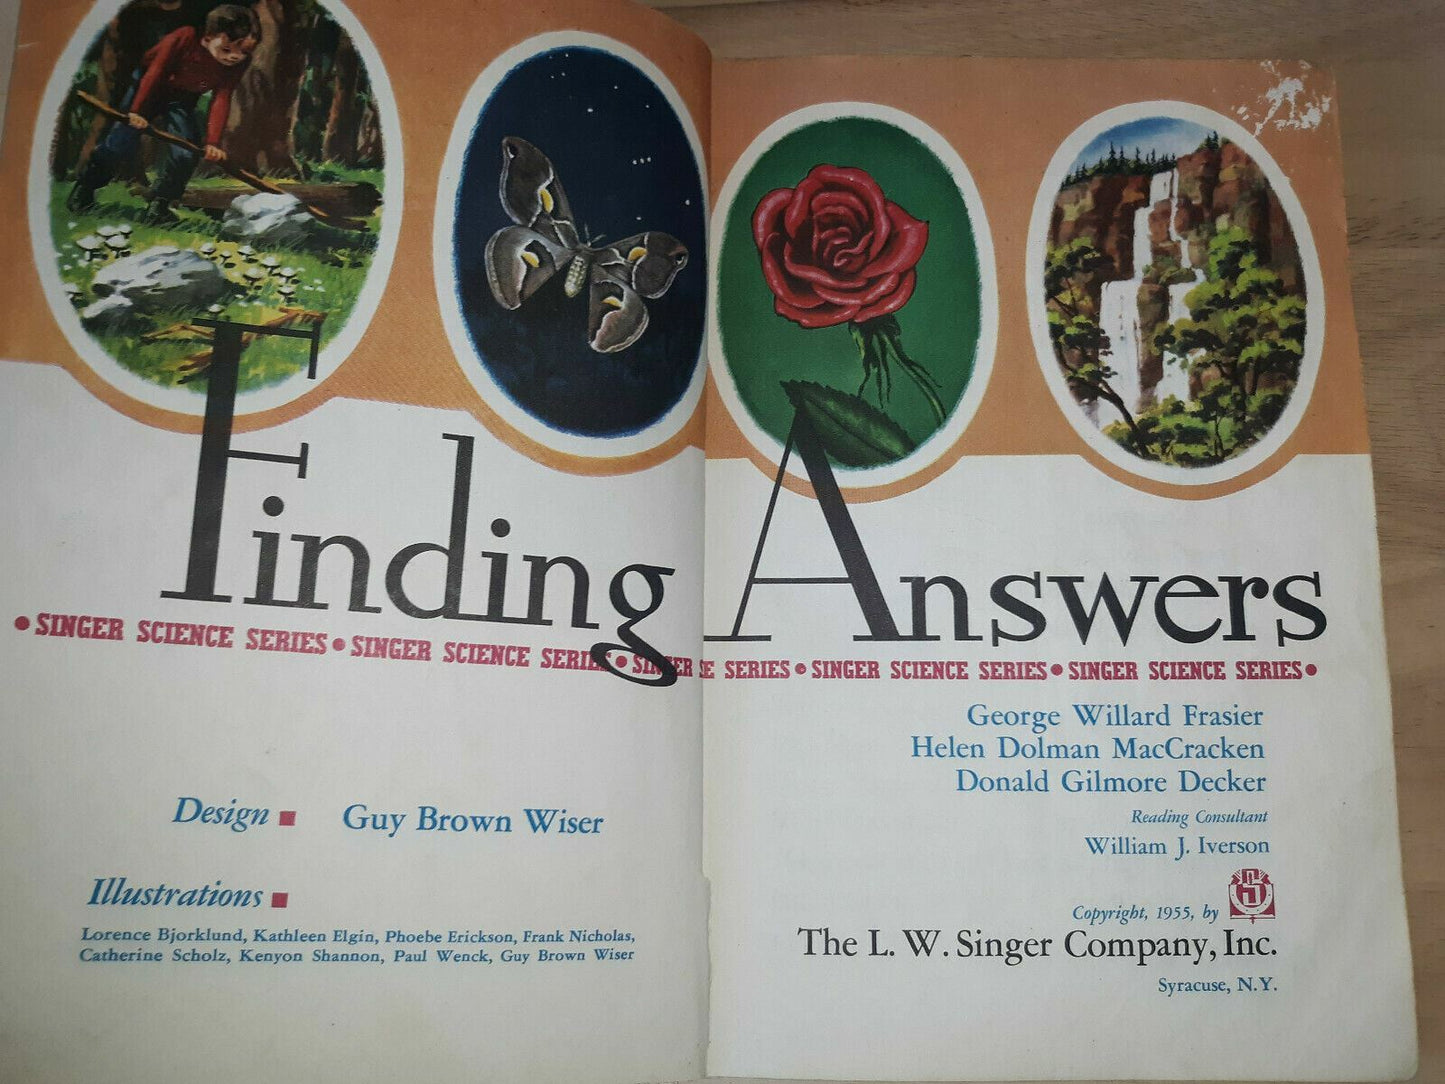 Finding Answers
• SINGER SCIENCE SERIES • SINGER SCIENCE SERIES • SINGER SERIES • SINGER SCIENCE SERIES • SINGER SCIENCE SERIES •
Design ■ Guy Brown Wiser
Illustrations ■
Lorence Bjorklund, Kathleen Elgin, Phoebe Erickson, Frank Nicholas,
Catherine Scholz, Kenyon Shannon, Paul Wenck, Guy Brown Wiser
George Willard Frasier
Helen Dolman MacCracken
Donald Gilmore Decker
Reading Consultant
William J. Iverson
Copyright, 1955, by
The L. W. Singer Company, Inc.
Syracuse, N.Y.